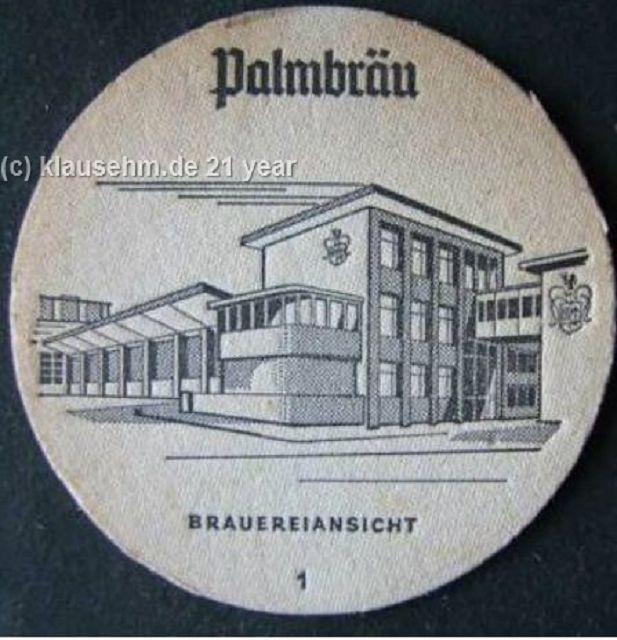 Palmbräu
(c) klausehm.de 21 year
BRAUEREIANSICHT
1